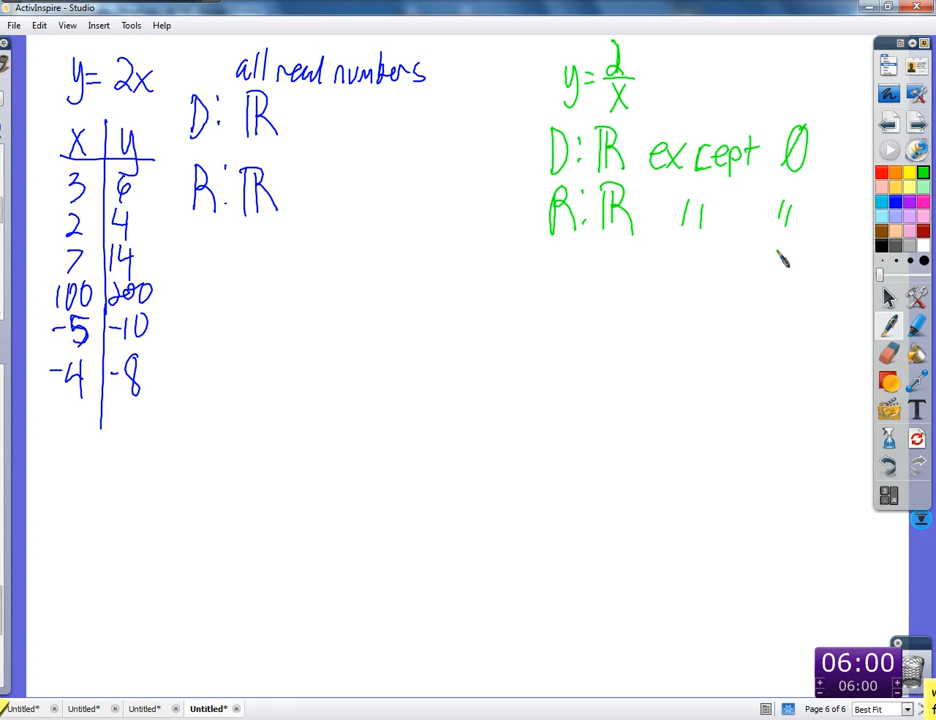 ActivInspire - Studio
File Edit View Insert Tools Help
y = 2x
all real numbers
D: ℝ
R: ℝ
x y
3 6
2 4
7 14
100 200
-5 -10
-4 -8
y = 2/x
D: ℝ except 0
R: ℝ " "
06:00
06:00
Untitled* Untitled* Untitled* Untitled*
Page 6 of 6 Best Fit